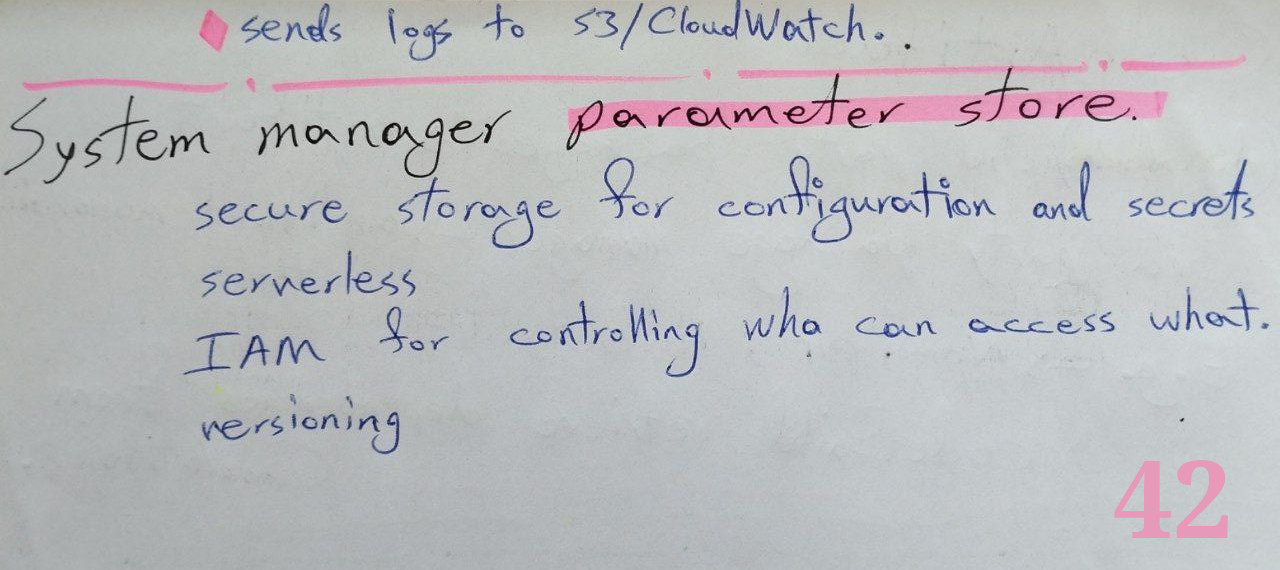 sends logs to S3/CloudWatch..
System manager parameter store.
secure storage for configuration and secrets
serverless
IAM for controlling who can access what.
versioning
42